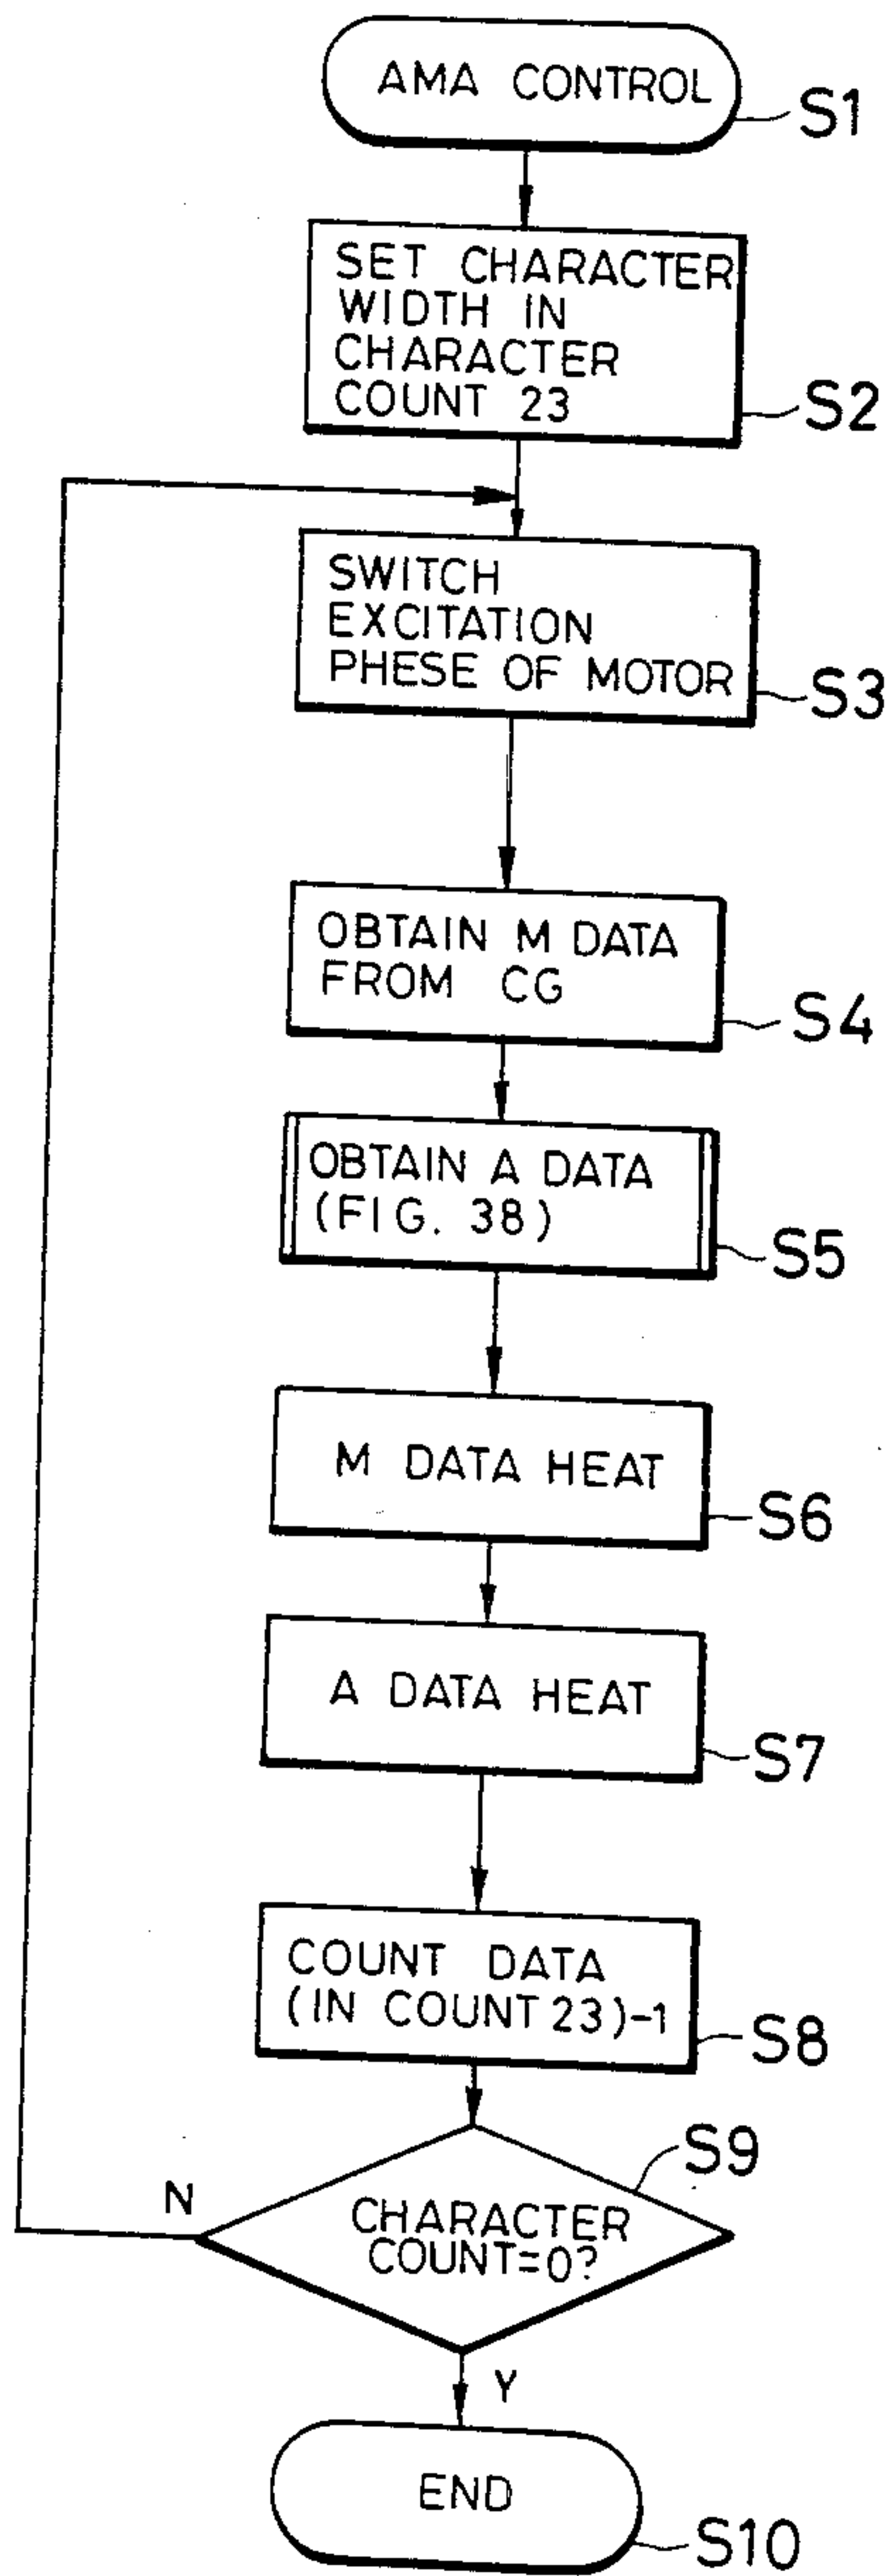 AMA CONTROL
S1
SET CHARACTER
WIDTH IN
CHARACTER
COUNT 23
S2
SWITCH
EXCITATION
PHESE OF MOTOR
S3
OBTAIN M DATA
FROM CG
S4
OBTAIN A DATA
(FIG. 38)
S5
M DATA HEAT
S6
A DATA HEAT
S7
COUNT DATA
(IN COUNT 23)-1
S8
S9
N
CHARACTER
COUNT=0?
Y
END
S10